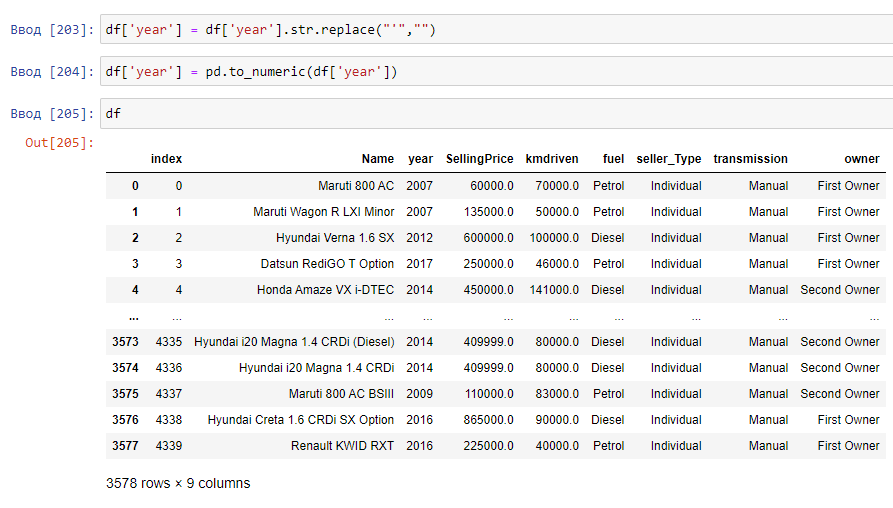 Ввод [203]: df['year'] = df['year'].str.replace("'","")
Ввод [204]: df['year'] = pd.to_numeric(df['year'])
Ввод [205]: df
Out[205]:
index Name year SellingPrice kmdriven fuel seller_Type transmission owner
0 0 Maruti 800 AC 2007 60000.0 70000.0 Petrol Individual Manual First Owner
1 1 Maruti Wagon R LXI Minor 2007 135000.0 50000.0 Petrol Individual Manual First Owner
2 2 Hyundai Verna 1.6 SX 2012 600000.0 100000.0 Diesel Individual Manual First Owner
3 3 Datsun RediGO T Option 2017 250000.0 46000.0 Petrol Individual Manual First Owner
4 4 Honda Amaze VX i-DTEC 2014 450000.0 141000.0 Diesel Individual Manual Second Owner
... ... ... ... ... ... ... ... ... ...
3573 4335 Hyundai i20 Magna 1.4 CRDi (Diesel) 2014 409999.0 80000.0 Diesel Individual Manual Second Owner
3574 4336 Hyundai i20 Magna 1.4 CRDi 2014 409999.0 80000.0 Diesel Individual Manual Second Owner
3575 4337 Maruti 800 AC BSIII 2009 110000.0 83000.0 Petrol Individual Manual Second Owner
3576 4338 Hyundai Creta 1.6 CRDi SX Option 2016 865000.0 90000.0 Diesel Individual Manual First Owner
3577 4339 Renault KWID RXT 2016 225000.0 40000.0 Petrol Individual Manual First Owner
3578 rows × 9 columns